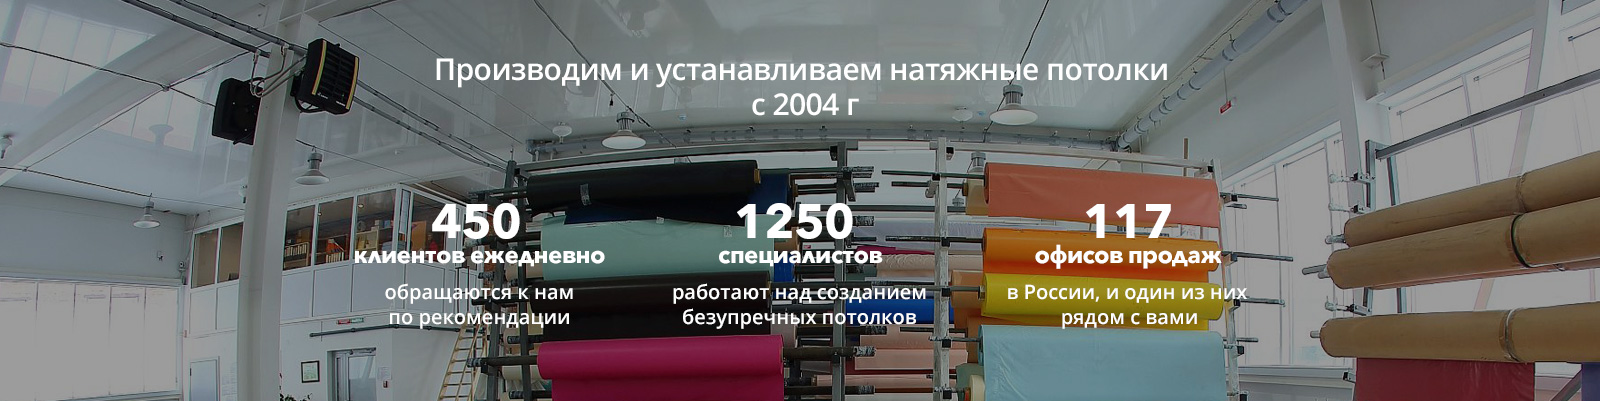 Производим и устанавливаем натяжные потолки
с 2004 г
450
клиентов ежедневно
обращаются к нам
по рекомендации
1250
специалистов
работают над созданием
безупречных потолков
117
офисов продаж
в России, и один из них
рядом с вами